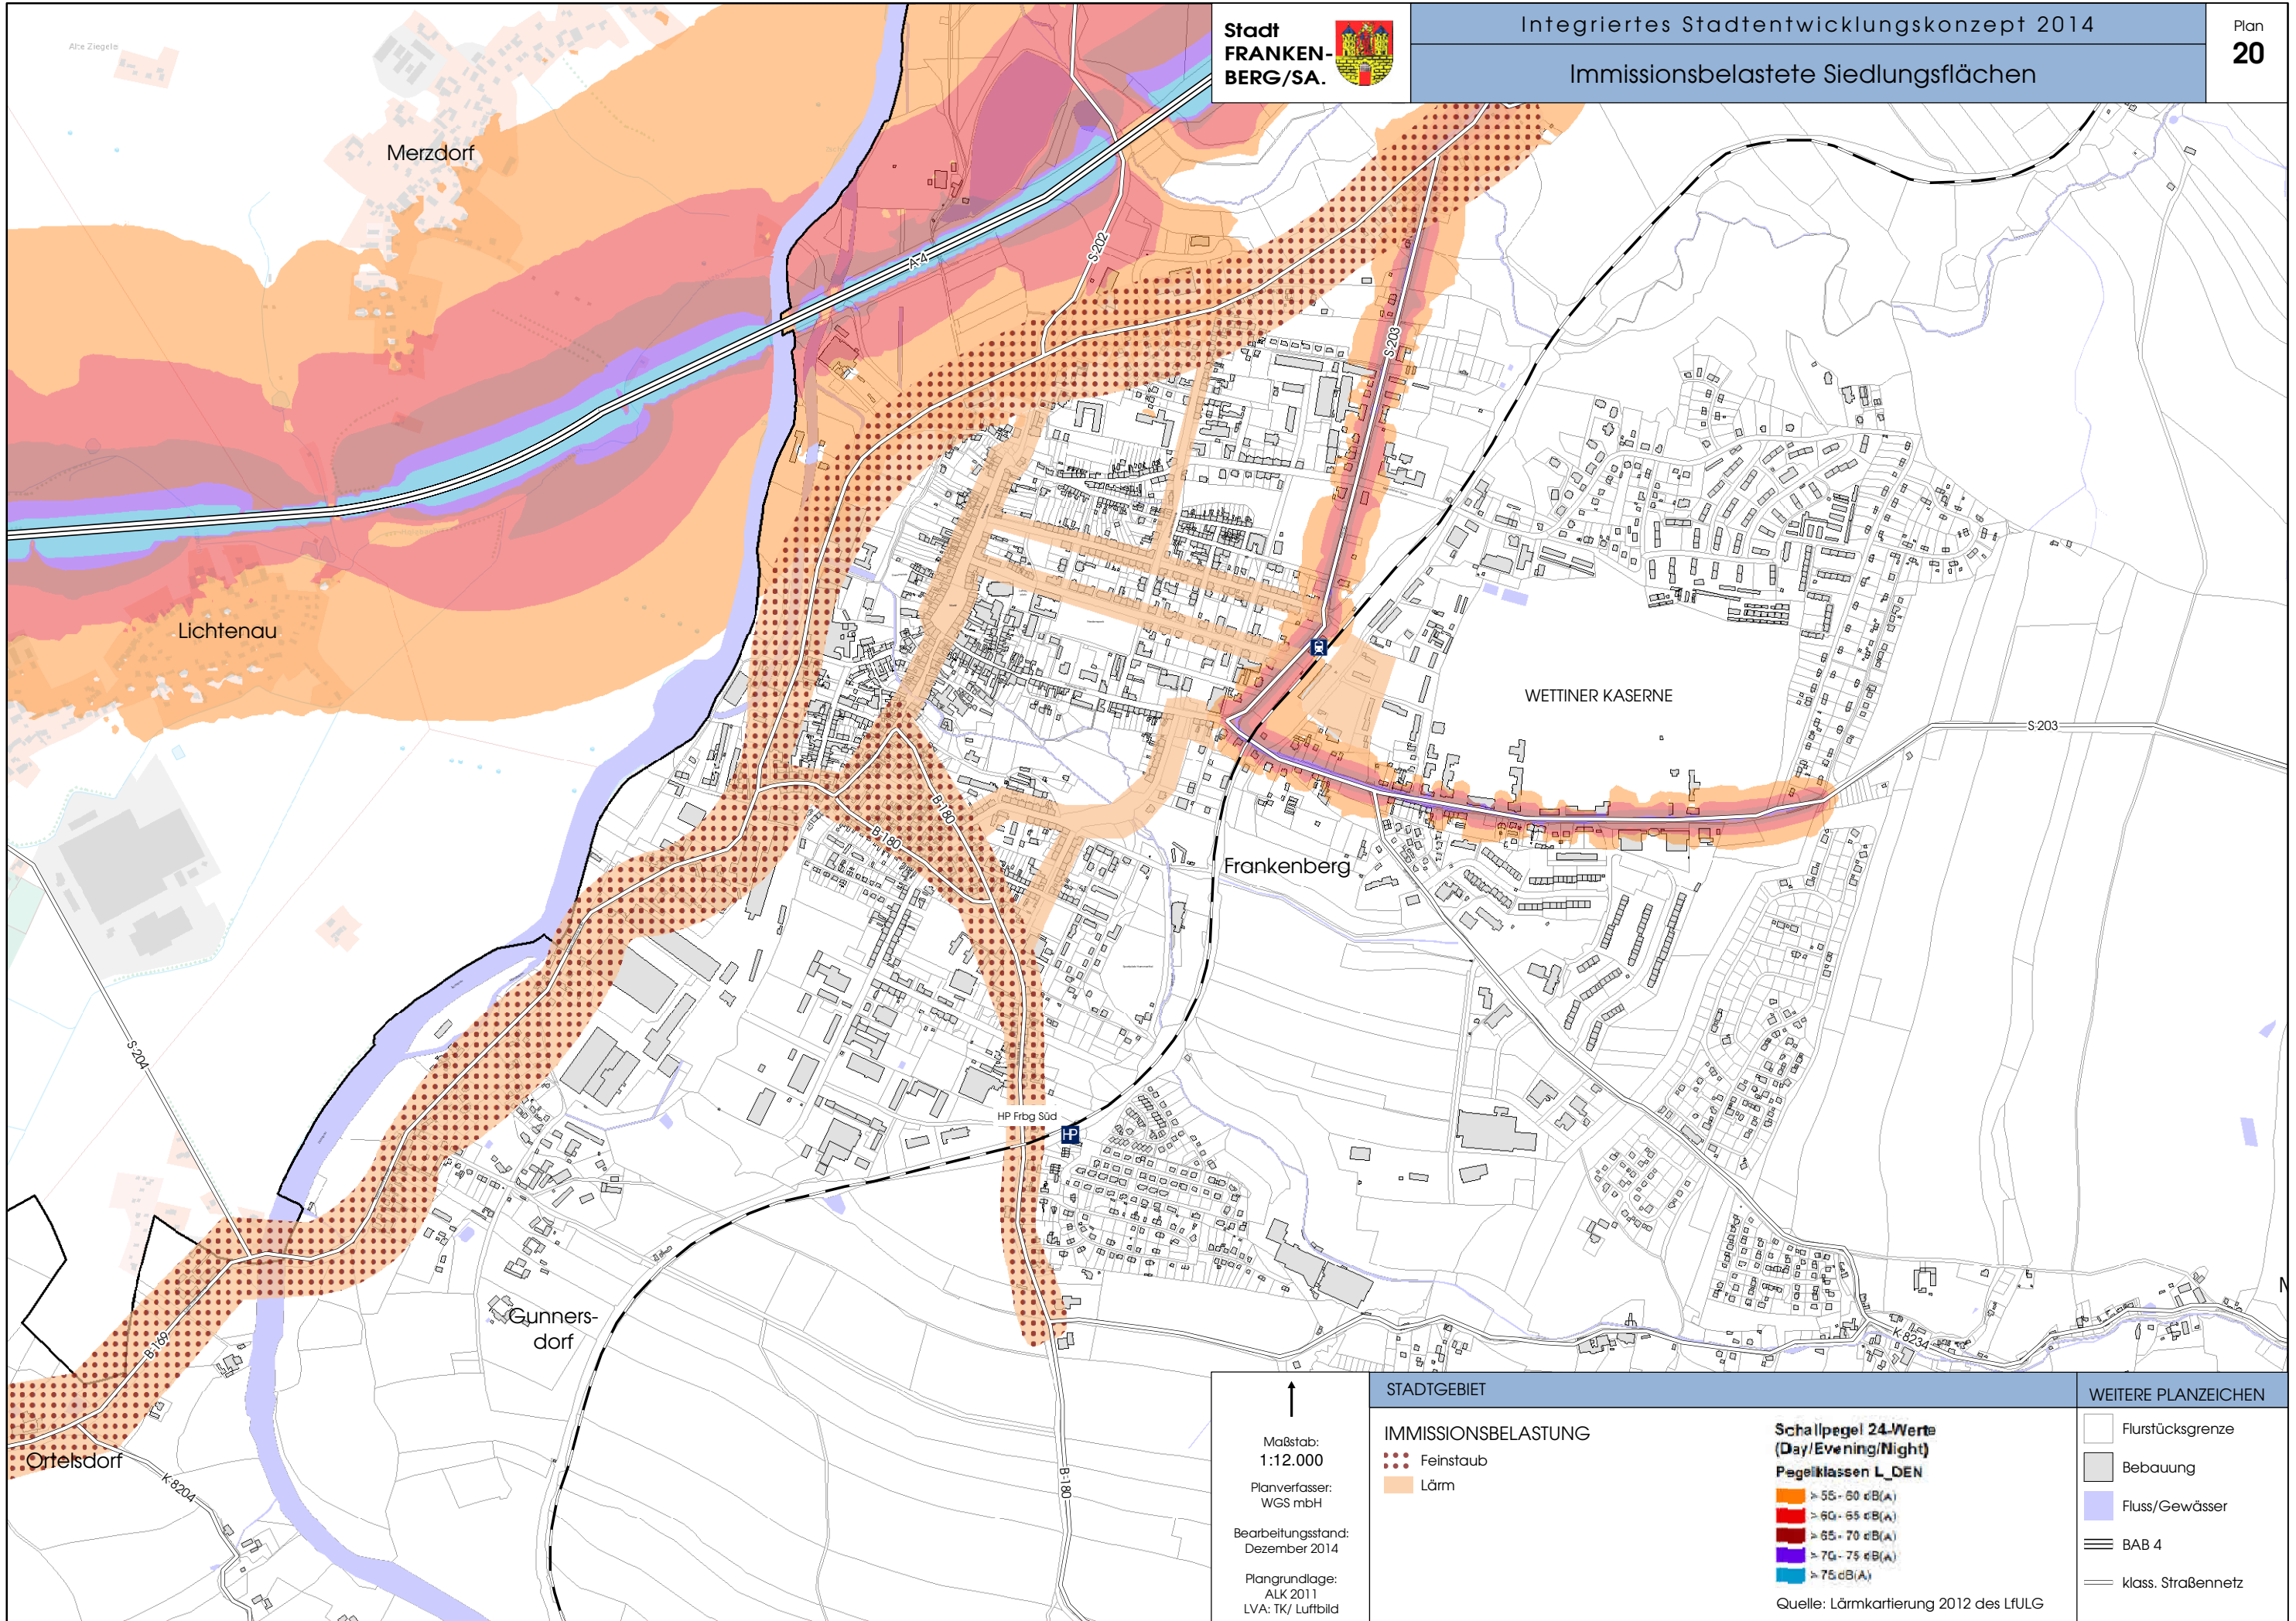 Stadt
FRANKEN-
BERG/SA.
Integriertes Stadtentwicklungskonzept 2014
Immissionsbelastete Siedlungsflächen
Plan
20
Alte Ziegelei
Merzdorf
A-4
S-202
S-203
Lichtenau
WETTINER KASERNE
S-203
B-180
B-180
Frankenberg
S-204
HP Frbg Süd
HP
Gunners-
dorf
B-169
K-8234
Ortelsdorf
K-8204
B-180
Maßstab:
1:12.000
Planverfasser:
WGS mbH
Bearbeitungsstand:
Dezember 2014
Plangrundlage:
ALK 2011
LVA: TK/ Luftbild
STADTGEBIET
IMMISSIONSBELASTUNG
Feinstaub
Lärm
Schallpegel 24-Werte
(Day/Evening/Night)
Pegelklassen L_DEN
> 55 - 60 dB(A)
> 60 - 65 dB(A)
> 65 - 70 dB(A)
> 70 - 75 dB(A)
> 75 dB(A)
Quelle: Lärmkartierung 2012 des LfULG
WEITERE PLANZEICHEN
Flurstücksgrenze
Bebauung
Fluss/Gewässer
BAB 4
klass. Straßennetz